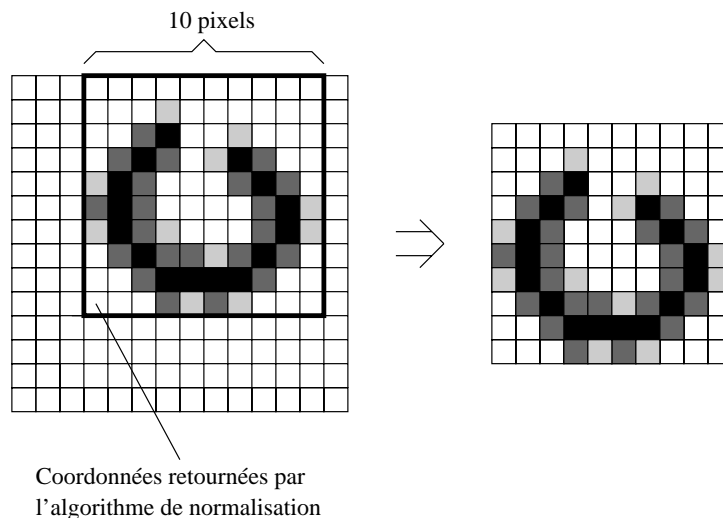 10 pixels
Coordonnées retournées par
l'algorithme de normalisation